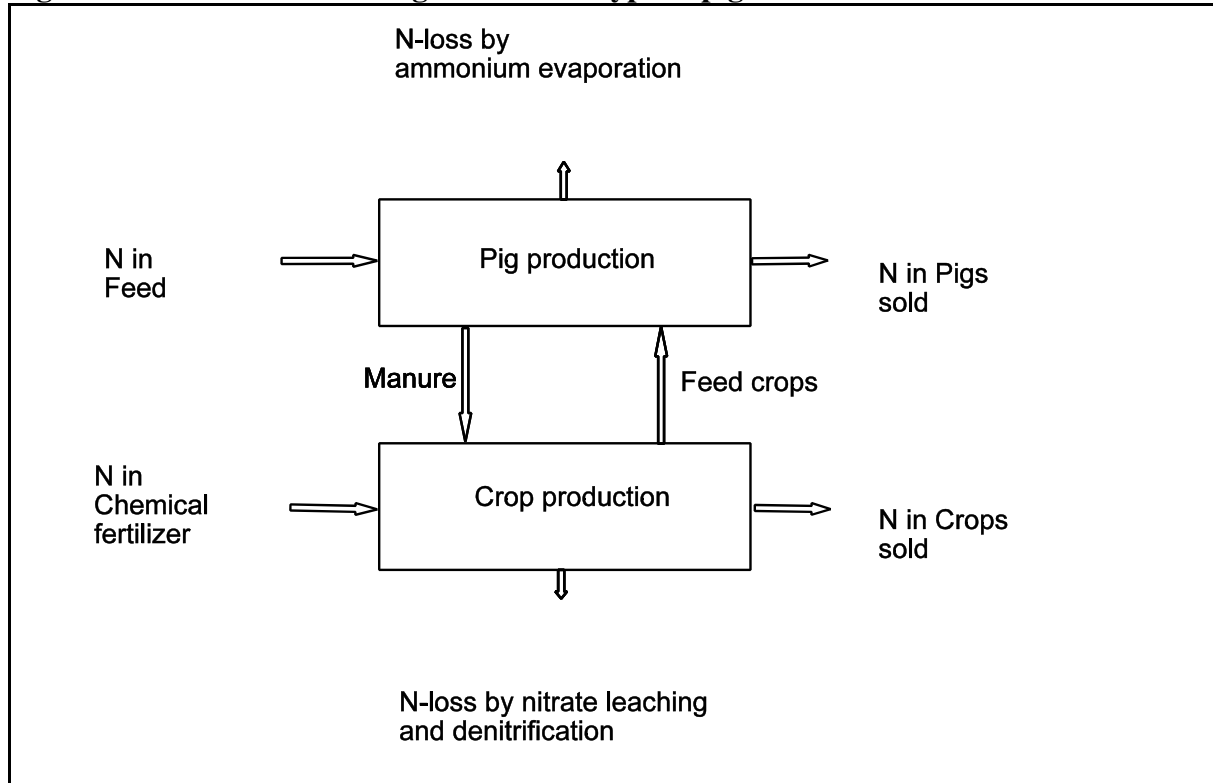 N-loss by
ammonium evaporation
N in
Feed
Pig production
N in Pigs
sold
Manure
Feed crops
N in
Chemical
fertilizer
Crop production
N in Crops
sold
N-loss by nitrate leaching
and denitrification